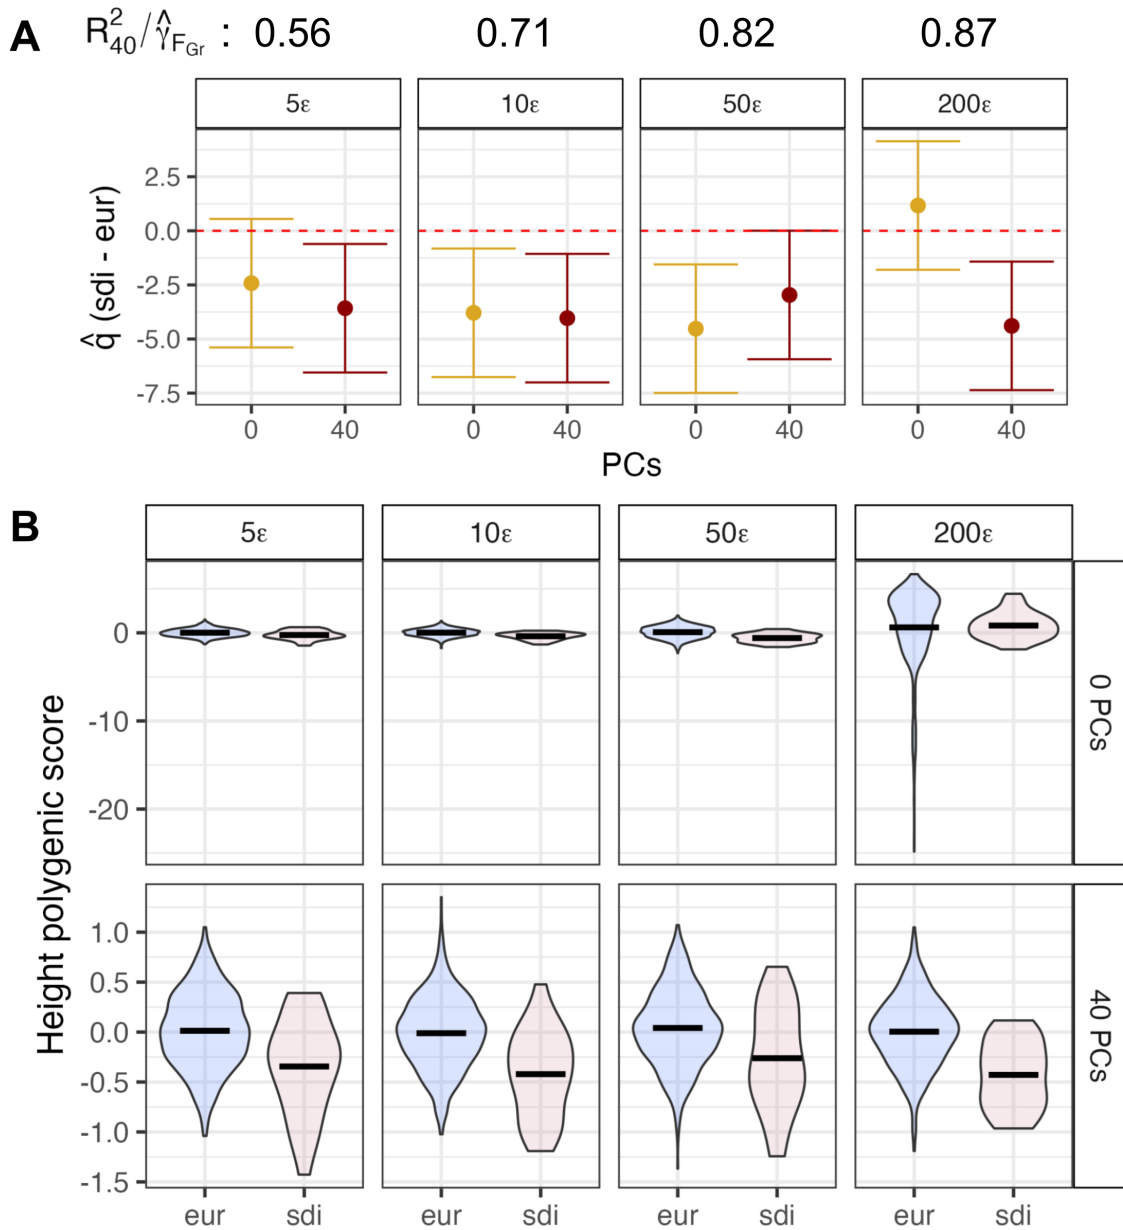 A R²₄₀/γ̂_F_Gr : 0.56 0.71 0.82 0.87
5ε 10ε 50ε 200ε
q̂ (sdi - eur)
2.5
0.0
-2.5
-5.0
-7.5
0 40 0 40 0 40 0 40
PCs
B
5ε 10ε 50ε 200ε
Height polygenic score
0
-10
-20
0 PCs
1.0
0.5
0.0
-0.5
-1.0
-1.5
40 PCs
eur sdi eur sdi eur sdi eur sdi